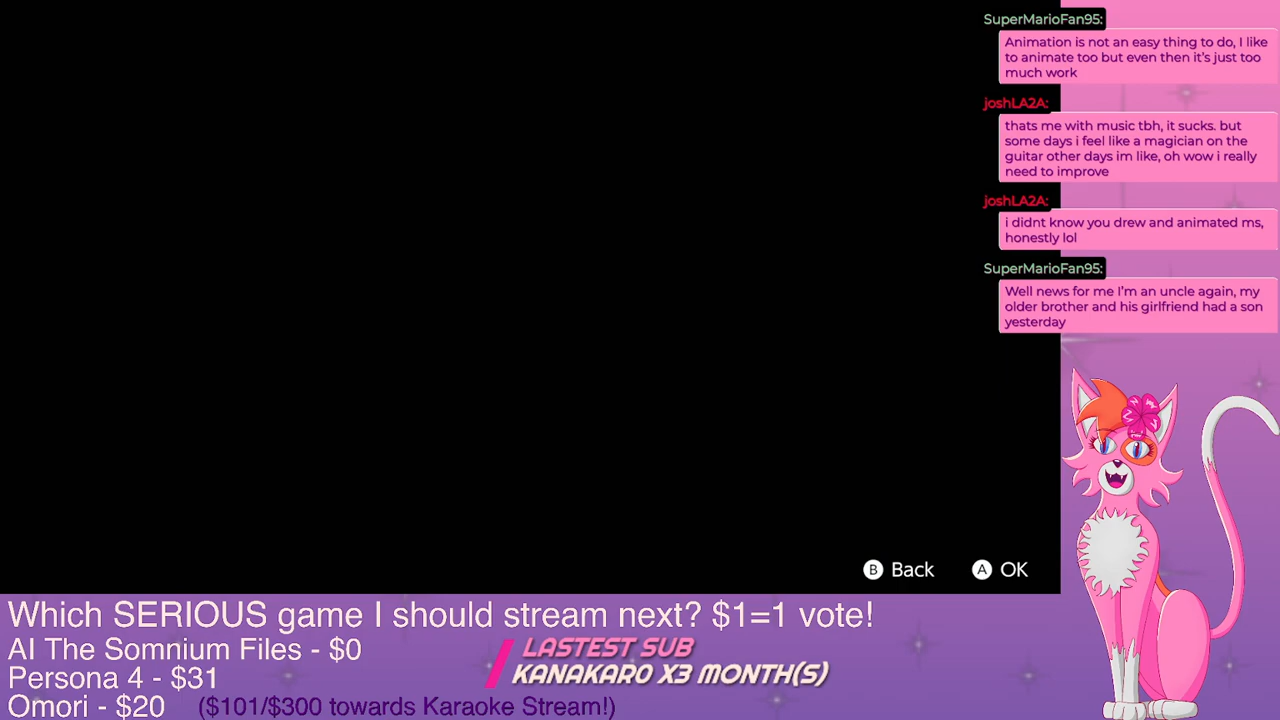 SuperMarioFan95:
Animation is not an easy thing to do, I like
to animate too but even then it's just too
much work
joshLA2A:
thats me with music tbh, it sucks. but
some days i feel like a magician on the
guitar other days im like, oh wow i really
need to improve
joshLA2A:
i didnt know you drew and animated ms,
honestly lol
SuperMarioFan95:
Well news for me I'm an uncle again, my
older brother and his girlfriend had a son
yesterday
B Back
A OK
Which SERIOUS game I should stream next? $1=1 vote!
AI The Somnium Files - $0
Persona 4 - $31
Omori - $20
($101/$300 towards Karaoke Stream!)
LASTEST SUB
KANAKARO X3 MONTH(S)